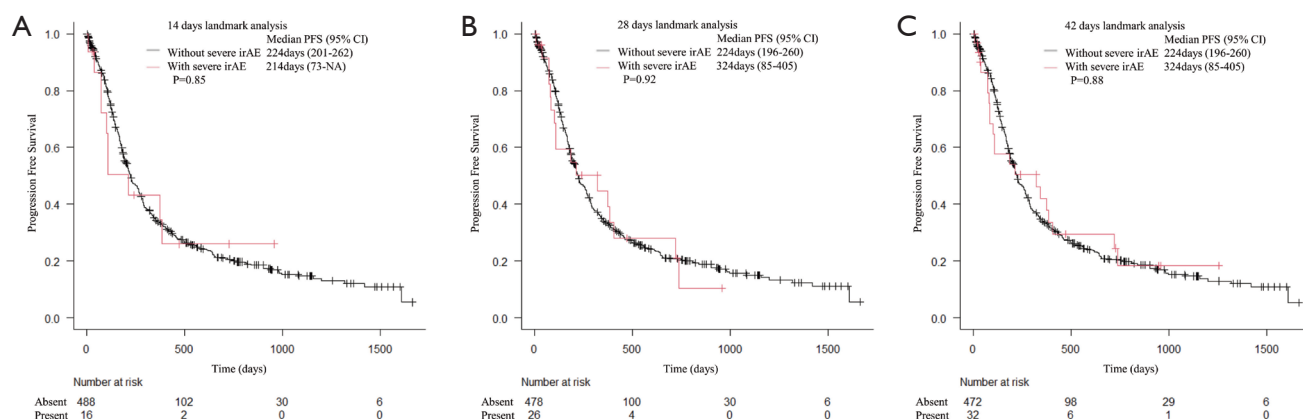 A
14 days landmark analysis
Median PFS (95% CI)
Without severe irAE 224days (201-262)
With severe irAE 214days (73-NA)
P=0.85
Progression Free Survival
1.0
0.8
0.6
0.4
0.2
0.0
0 500 1000 1500
Time (days)
Number at risk
Absent 488 102 30 6
Present 16 2 0 0
B
28 days landmark analysis
Median PFS (95% CI)
Without severe irAE 224days (196-260)
With severe irAE 324days (85-405)
P=0.92
Progression Free Survival
1.0
0.8
0.6
0.4
0.2
0.0
0 500 1000 1500
Time (days)
Number at risk
Absent 478 100 30 6
Present 26 4 0 0
C
42 days landmark analysis
Median PFS (95% CI)
Without severe irAE 224days (196-260)
With severe irAE 324days (85-405)
P=0.88
Progression Free Survival
1.0
0.8
0.6
0.4
0.2
0.0
0 500 1000 1500
Time (days)
Number at risk
Absent 472 98 29 6
Present 32 6 1 0